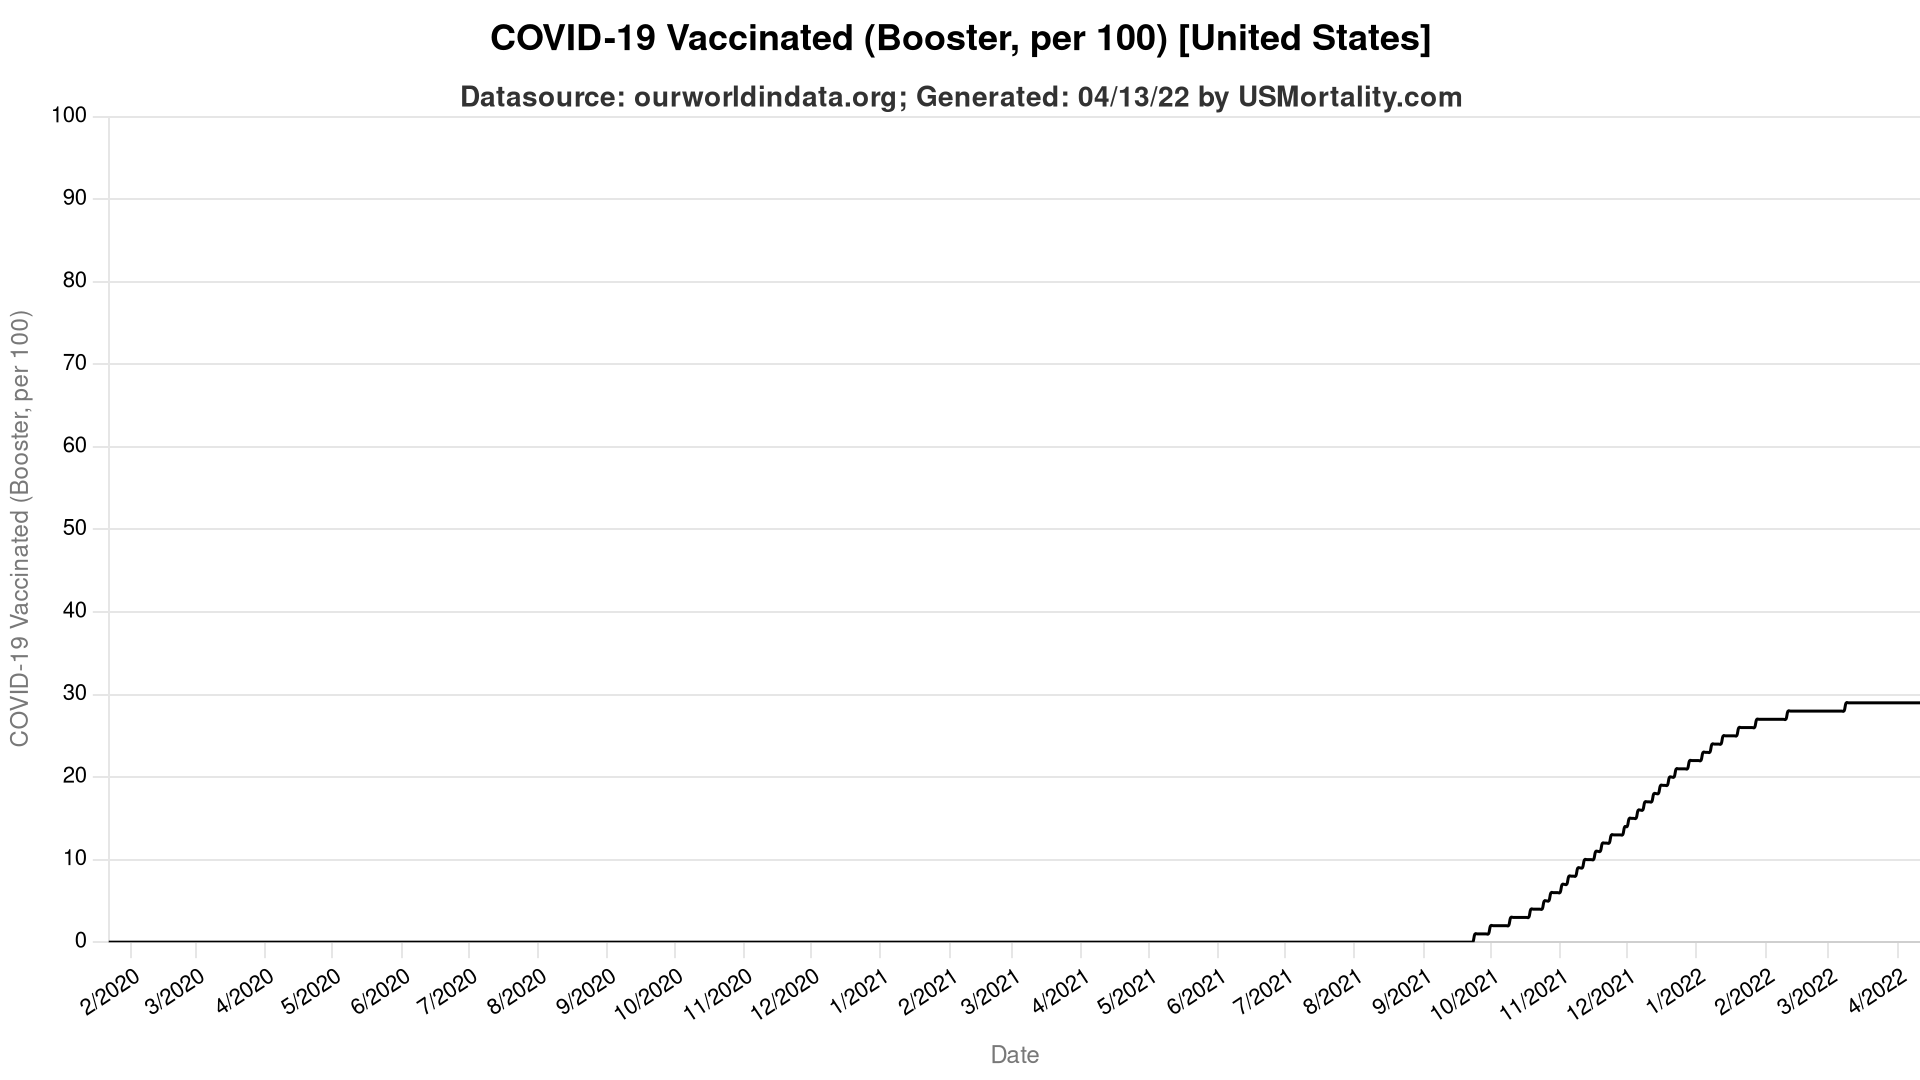 COVID-19 Vaccinated (Booster, per 100) [United States]
Datasource: ourworldindata.org; Generated: 04/13/22 by USMortality.com
COVID-19 Vaccinated (Booster, per 100)
100
90
80
70
60
50
40
30
20
10
0
2/2020 3/2020 4/2020 5/2020 6/2020 7/2020 8/2020 9/2020 10/2020 11/2020 12/2020 1/2021 2/2021 3/2021 4/2021 5/2021 6/2021 7/2021 8/2021 9/2021 10/2021 11/2021 12/2021 1/2022 2/2022 3/2022 4/2022
Date